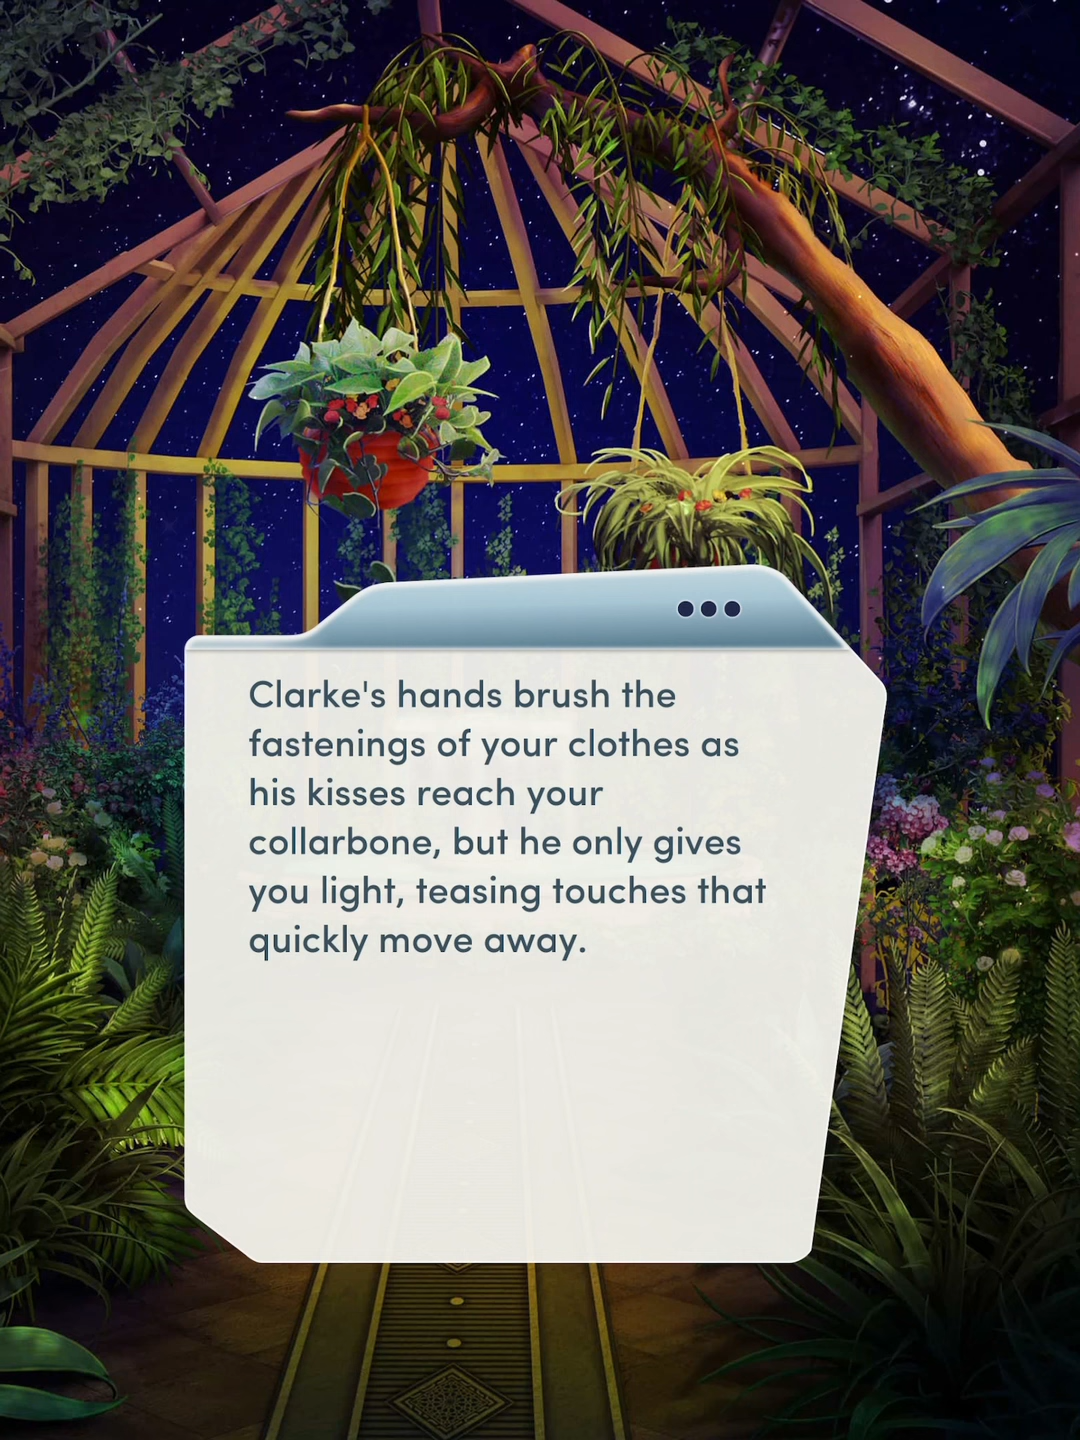 Clarke's hands brush the
fastenings of your clothes as
his kisses reach your
collarbone, but he only gives
you light, teasing touches that
quickly move away.